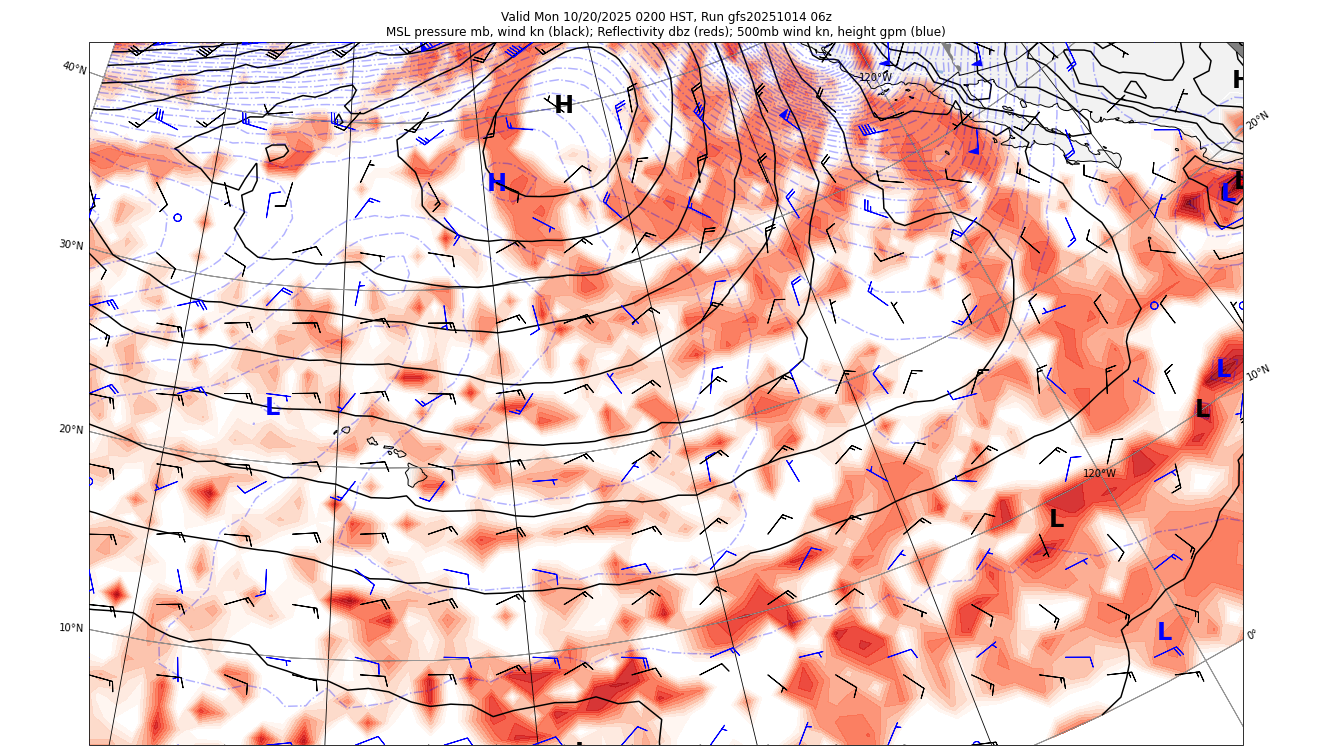 Valid Mon 10/20/2025 0200 HST, Run gfs20251014 06z
MSL pressure mb, wind kn (black); Reflectivity dbz (reds); 500mb wind kn, height gpm (blue)
40°N
120°W
H
H
20°N
H
L
L
30°N
L
10°N
L
L
20°N
120°W
L
10°N
L
0°